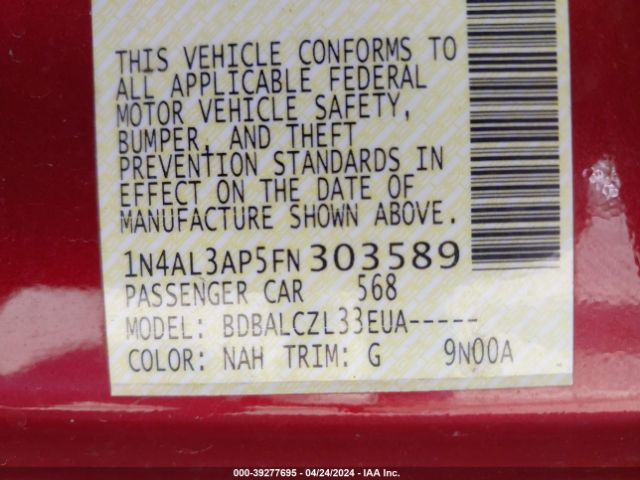 THIS VEHICLE CONFORMS TO
ALL APPLICABLE FEDERAL
MOTOR VEHICLE SAFETY,
BUMPER, AND THEFT
PREVENTION STANDARDS IN
EFFECT ON THE DATE OF
MANUFACTURE SHOWN ABOVE.
1N4AL3AP5FN303589
PASSENGER CAR 568
MODEL: BDBALCZL33EUA-----
COLOR: NAH TRIM: G 9N00A
000-39277695 - 04/24/2024 - IAA Inc.